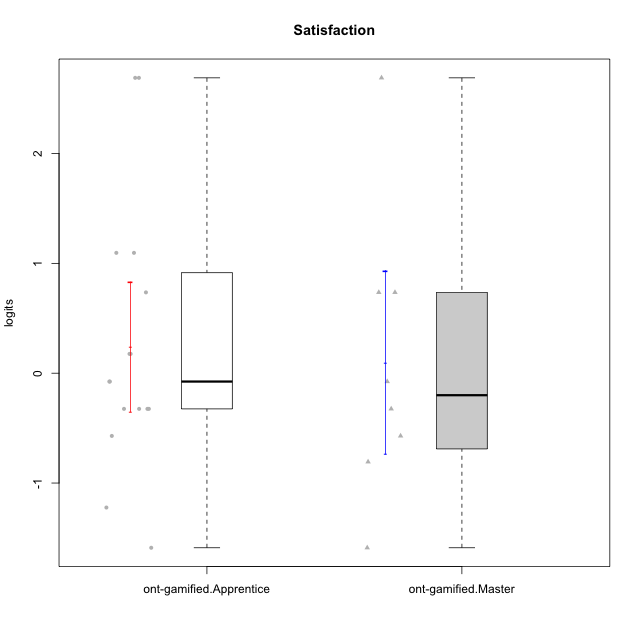 Satisfaction
logits
2
1
0
-1
ont-gamified.Apprentice
ont-gamified.Master